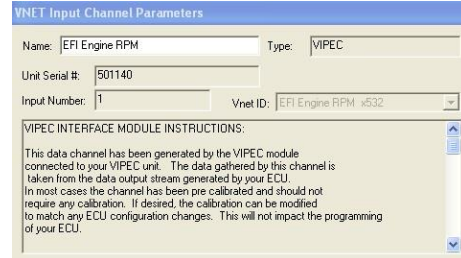 VNET Input Channel Parameters
Name: EFI Engine RPM Type: VIPEC
Unit Serial #: 501140
Input Number: 1 Vnet ID: EFI Engine RPM x532
VIPEC INTERFACE MODULE INSTRUCTIONS:
This data channel has been generated by the VIPEC module
connected to your VIPEC unit. The data gathered by this channel is
taken from the data output stream generated by your ECU.
In most cases the channel has been pre calibrated and should not
require any calibration. If desired, the calibration can be modified
to match any ECU configuration changes. This will not impact the programming
of your ECU.